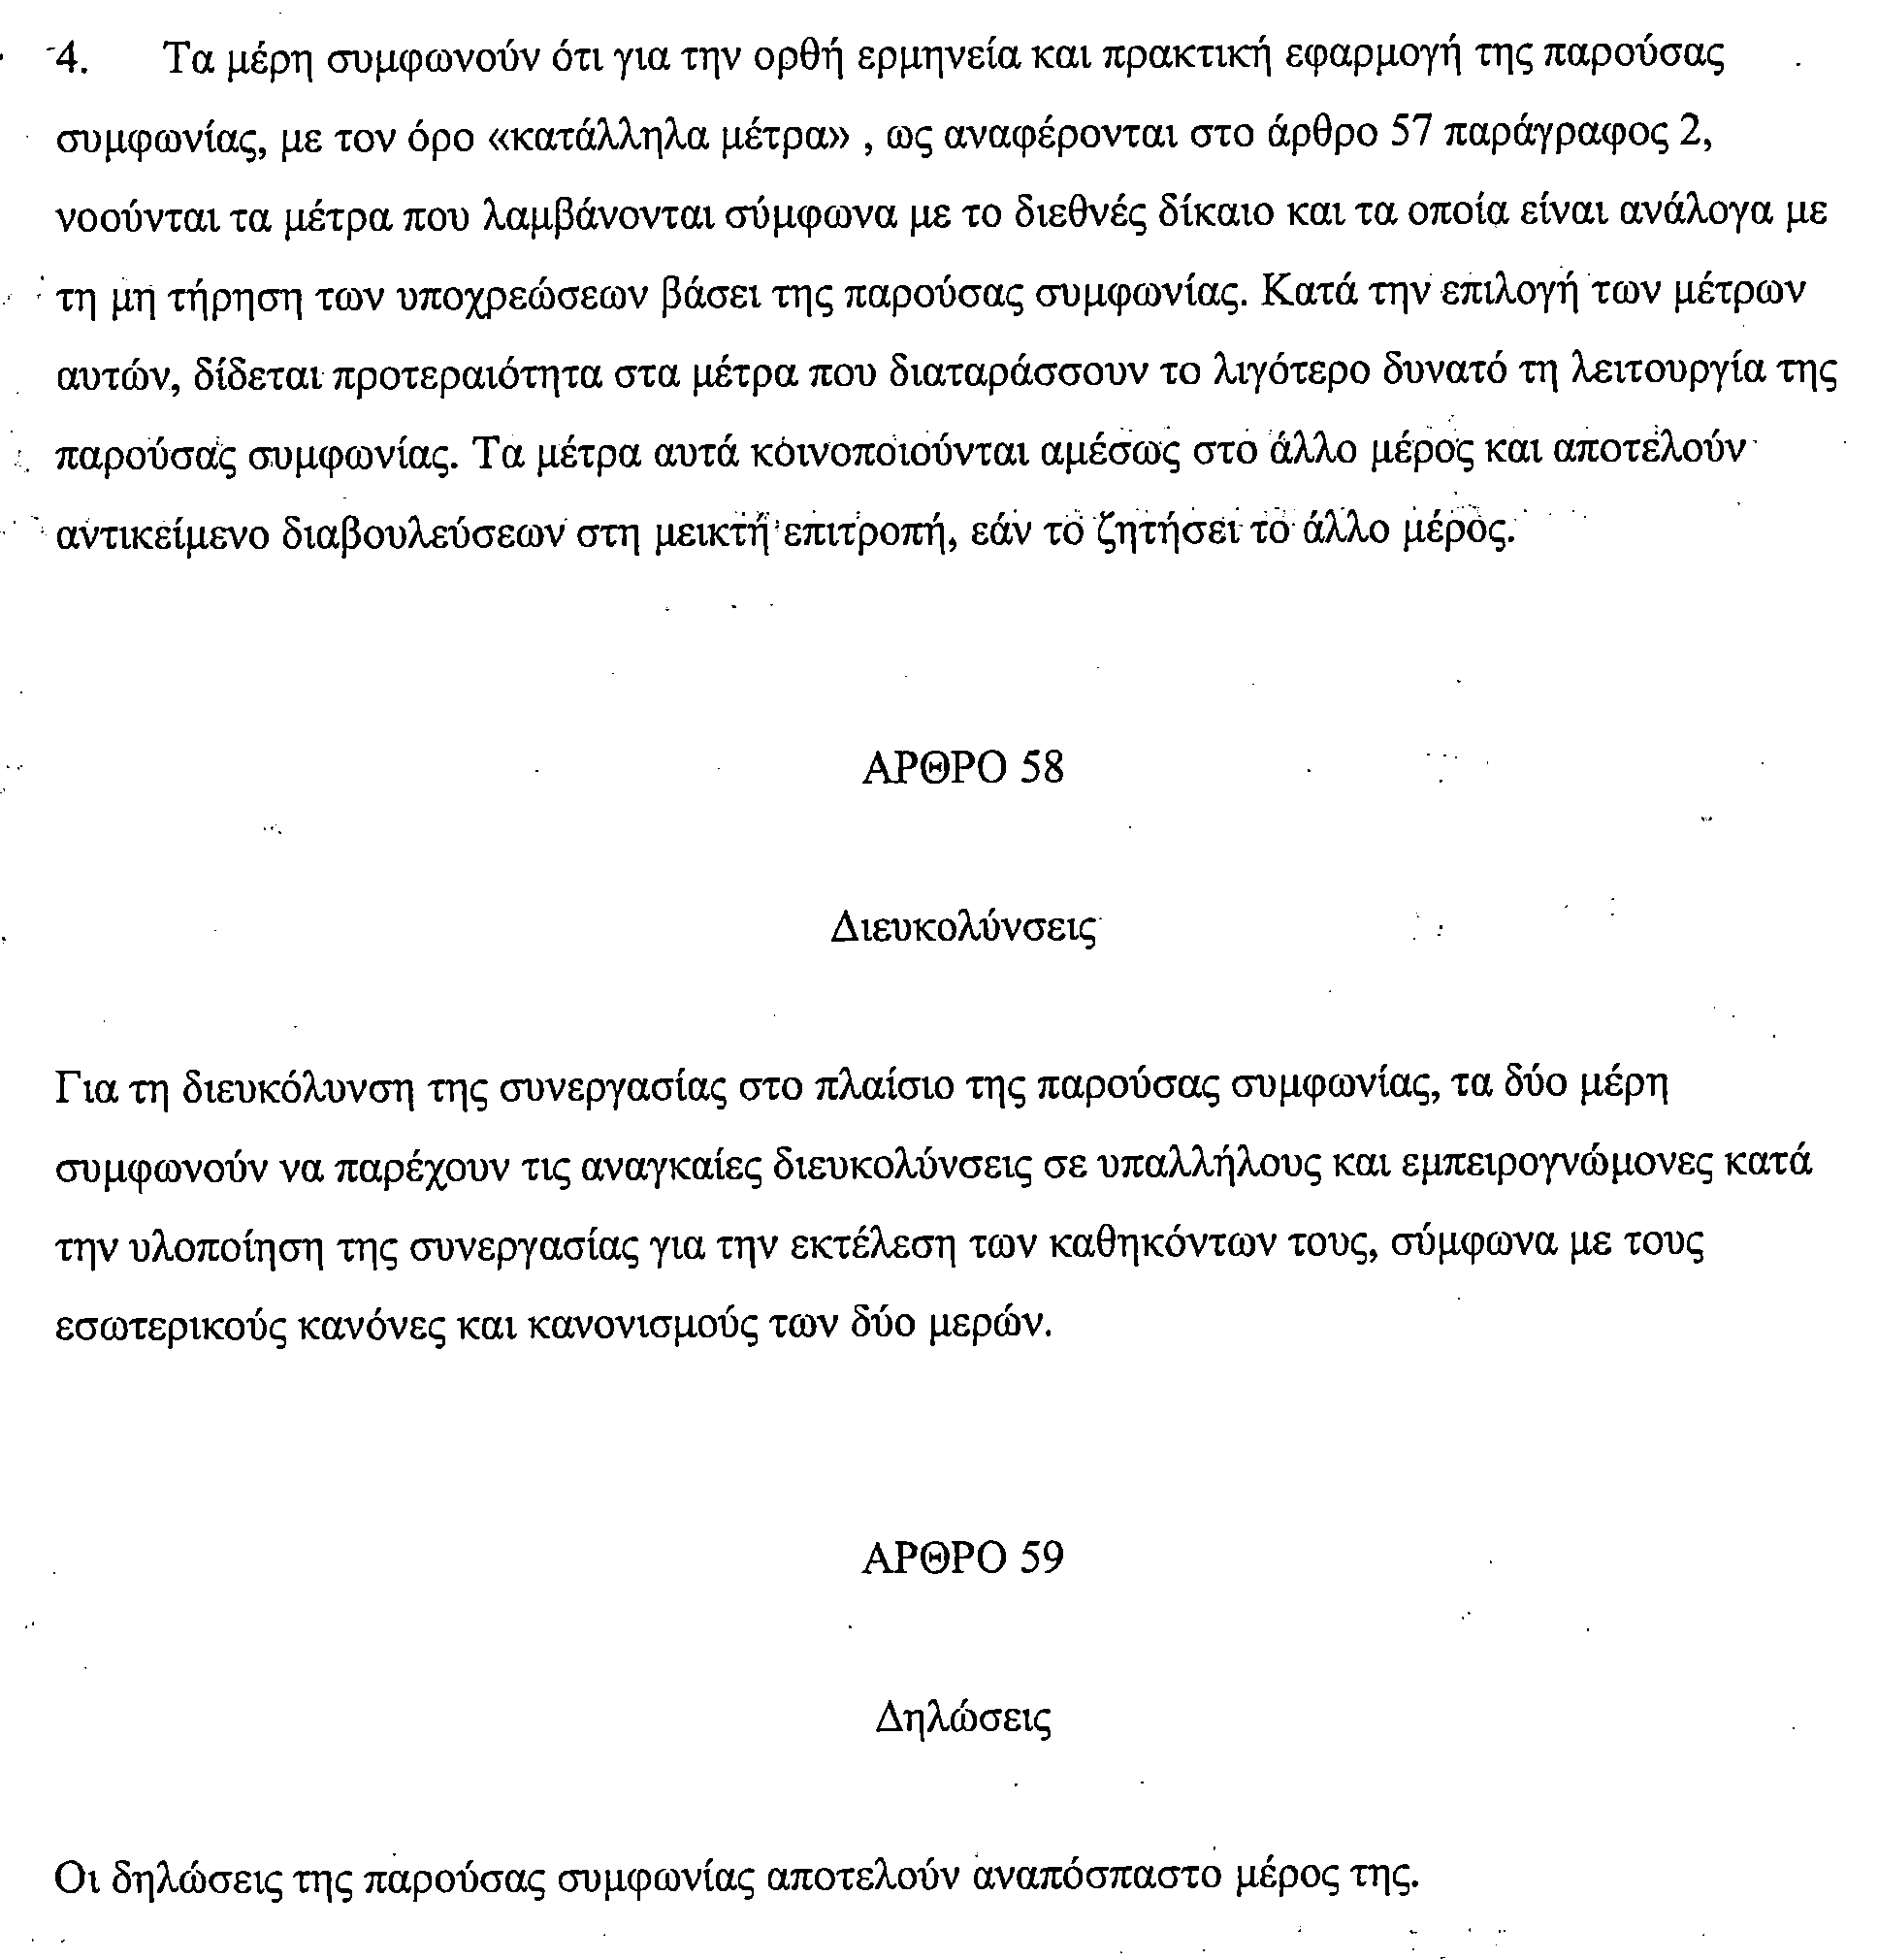 4. Τα μέρη συμφωνούν ότι για την ορθή ερμηνεία και πρακτική εφαρμογή της παρούσας
συμφωνίας, με τον όρο «κατάλληλα μέτρα» , ως αναφέρονται στο άρθρο 57 παράγραφος 2,
νοούνται τα μέτρα που λαμβάνονται σύμφωνα με το διεθνές δίκαιο και τα οποία είναι ανάλογα με
τη μη τήρηση των υποχρεώσεων βάσει της παρούσας συμφωνίας. Κατά την επιλογή των μέτρων
αυτών, δίδεται προτεραιότητα στα μέτρα που διαταράσσουν το λιγότερο δυνατό τη λειτουργία της
παρούσας συμφωνίας. Τα μέτρα αυτά κοινοποιούνται αμέσως στο άλλο μέρος και αποτελούν
αντικείμενο διαβουλεύσεων στη μεικτή επιτροπή, εάν το ζητήσει το άλλο μέρος.
ΑΡΘΡΟ 58
Διευκολύνσεις
Για τη διευκόλυνση της συνεργασίας στο πλαίσιο της παρούσας συμφωνίας, τα δύο μέρη
συμφωνούν να παρέχουν τις αναγκαίες διευκολύνσεις σε υπαλλήλους και εμπειρογνώμονες κατά
την υλοποίηση της συνεργασίας για την εκτέλεση των καθηκόντων τους, σύμφωνα με τους
εσωτερικούς κανόνες και κανονισμούς των δύο μερών.
ΑΡΘΡΟ 59
Δηλώσεις
Οι δηλώσεις της παρούσας συμφωνίας αποτελούν αναπόσπαστο μέρος της.